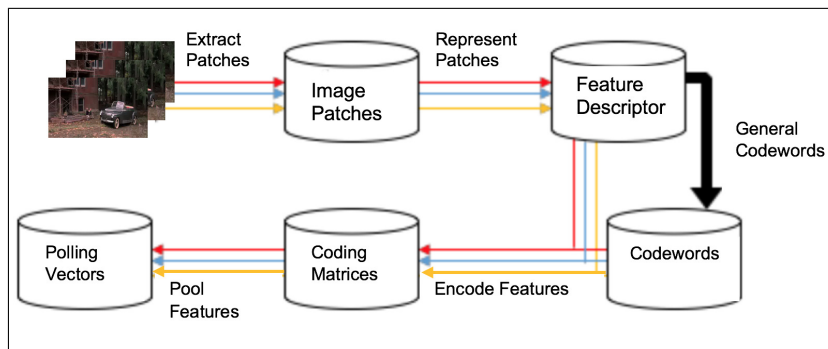 Extract
Patches
Represent
Patches
Image
Patches
Feature
Descriptor
General
Codewords
Polling
Vectors
Coding
Matrices
Codewords
Pool
Features
Encode Features